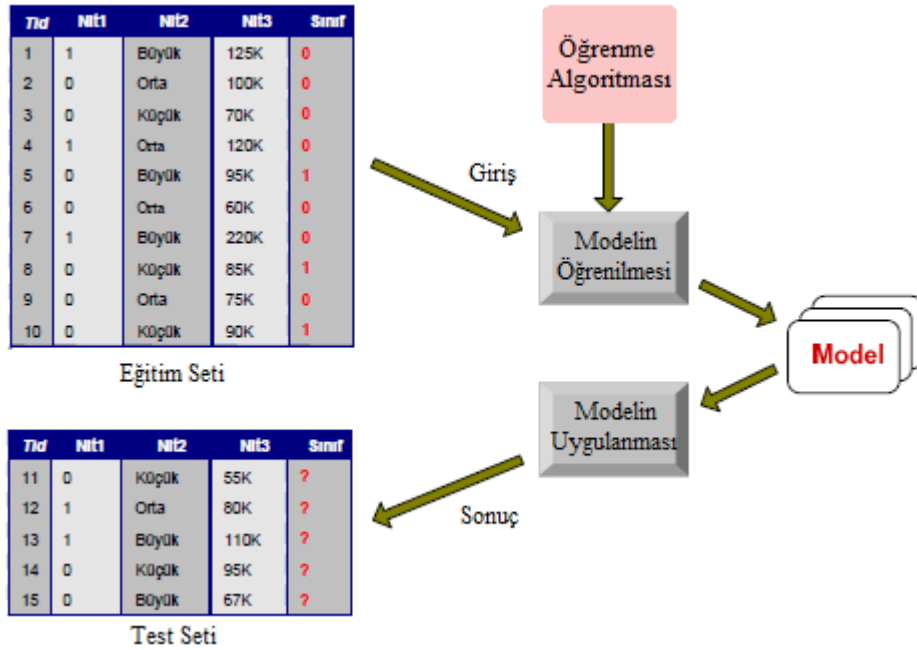 Tid Nit1 Nit2 Nit3 Sınıf
1 1 Büyük 125K 0
2 0 Orta 100K 0
3 0 Küçük 70K 0
4 1 Orta 120K 0
5 0 Büyük 95K 1
6 0 Orta 60K 0
7 1 Büyük 220K 0
8 0 Küçük 85K 1
9 0 Orta 75K 0
10 0 Küçük 90K 1
Eğitim Seti
Öğrenme
Algoritması
Giriş
Modelin
Öğrenilmesi
Model
Modelin
Uygulanması
Sonuç
Tid Nit1 Nit2 Nit3 Sınıf
11 0 Küçük 55K ?
12 1 Orta 80K ?
13 1 Büyük 110K ?
14 0 Küçük 95K ?
15 0 Büyük 67K ?
Test Seti